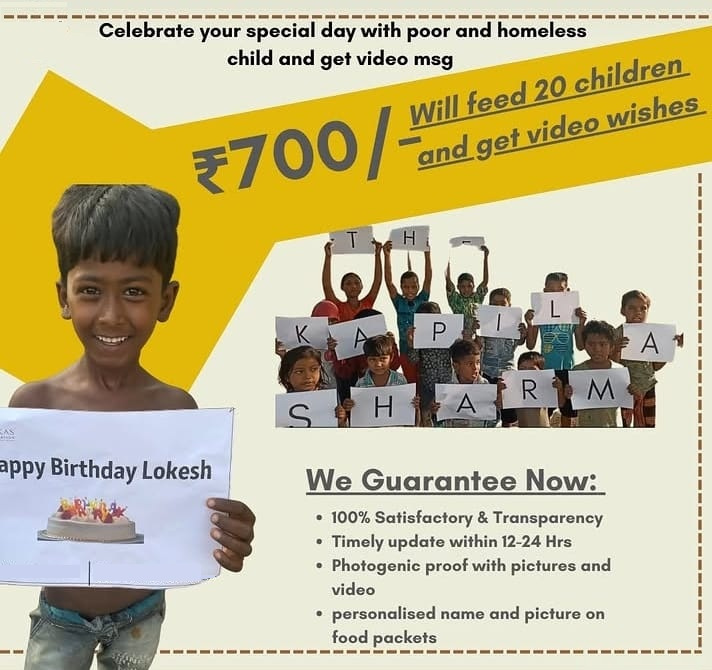 Celebrate your special day with poor and homeless
child and get video msg
₹700/-
Will feed 20 children
and get video wishes
T H
K A P I L
S H A R M A
appy Birthday Lokesh
We Guarantee Now:
• 100% Satisfactory & Transparency
• Timely update within 12-24 Hrs
• Photogenic proof with pictures and
video
• personalised name and picture on
food packets